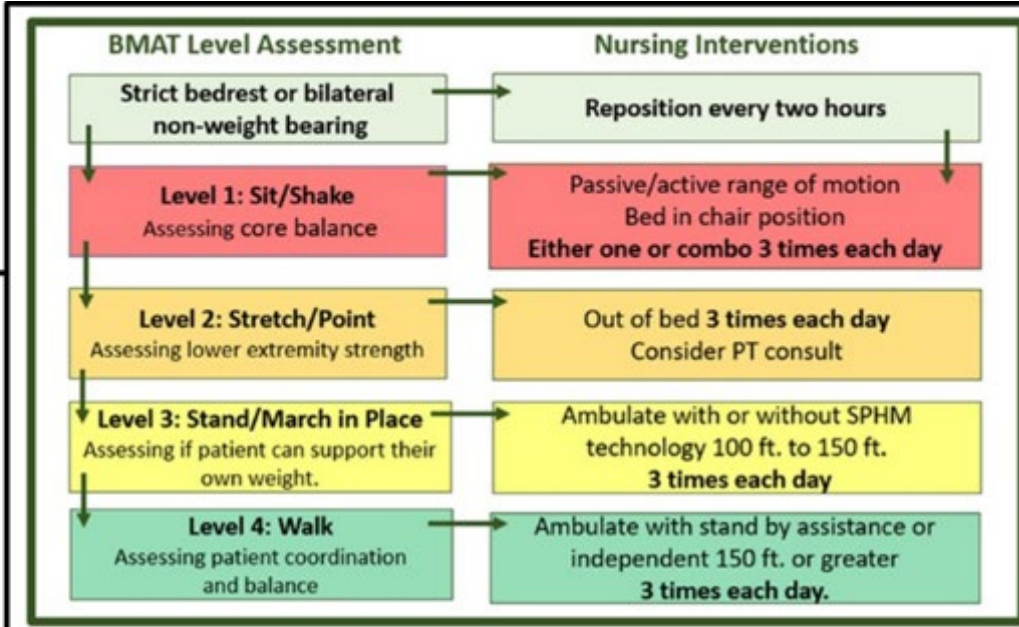 BMAT Level Assessment
Nursing Interventions
Strict bedrest or bilateral
non-weight bearing
Reposition every two hours
Level 1: Sit/Shake
Assessing core balance
Passive/active range of motion
Bed in chair position
Either one or combo 3 times each day
Level 2: Stretch/Point
Assessing lower extremity strength
Out of bed 3 times each day
Consider PT consult
Level 3: Stand/March in Place
Assessing if patient can support their
own weight.
Ambulate with or without SPHM
technology 100 ft. to 150 ft.
3 times each day
Level 4: Walk
Assessing patient coordination
and balance
Ambulate with stand by assistance or
independent 150 ft. or greater
3 times each day.